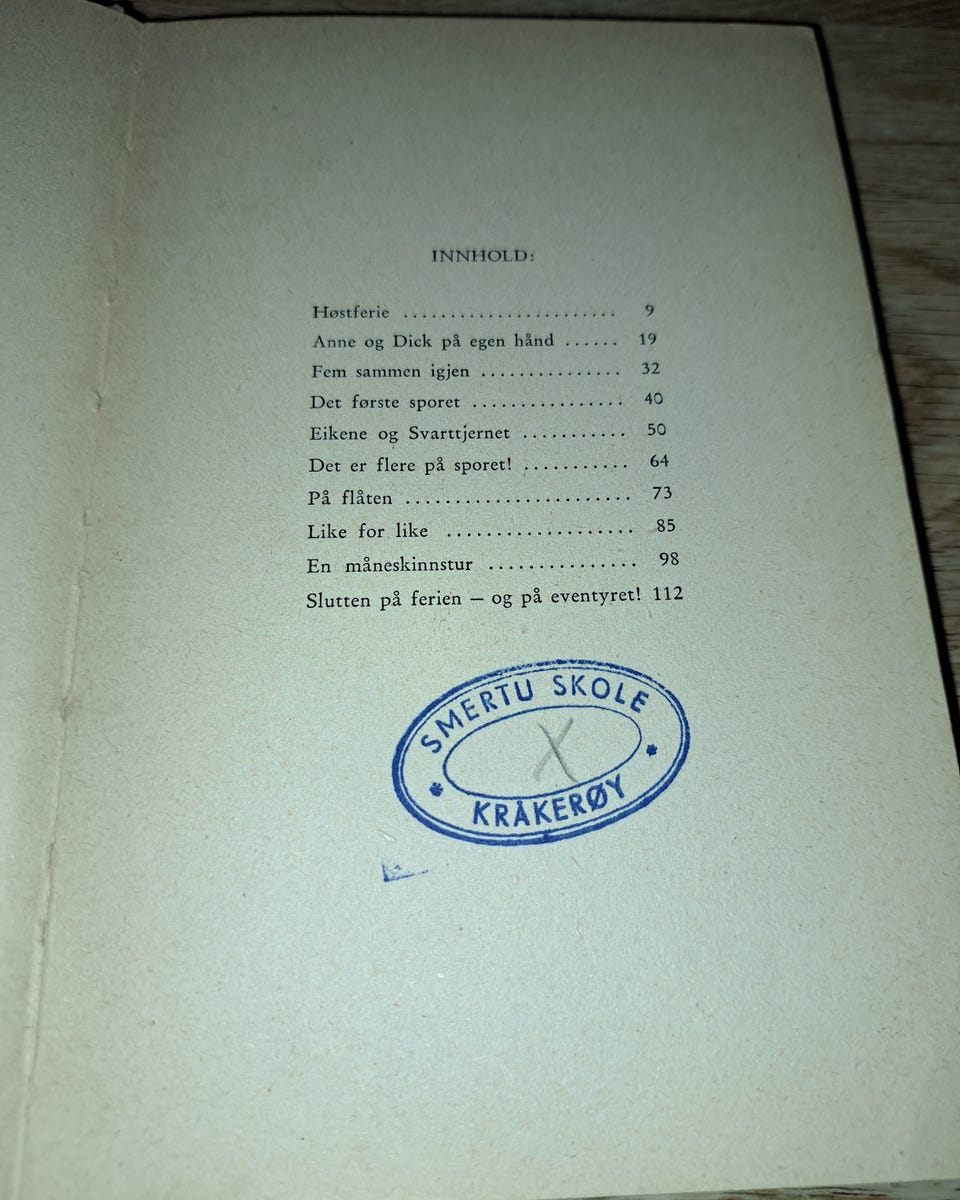 INNHOLD:
Høstferie ....................... 9
Anne og Dick på egen hånd ...... 19
Fem sammen igjen ............... 32
Det første sporet ................ 40
Eikene og Svarttjernet ........... 50
Det er flere på sporet! ........... 64
På flåten ....................... 73
Like for like ................... 85
En måneskinnstur ............... 98
Slutten på ferien — og på eventyret! 112
SMERTU SKOLE
X
* KRÅKERØY *